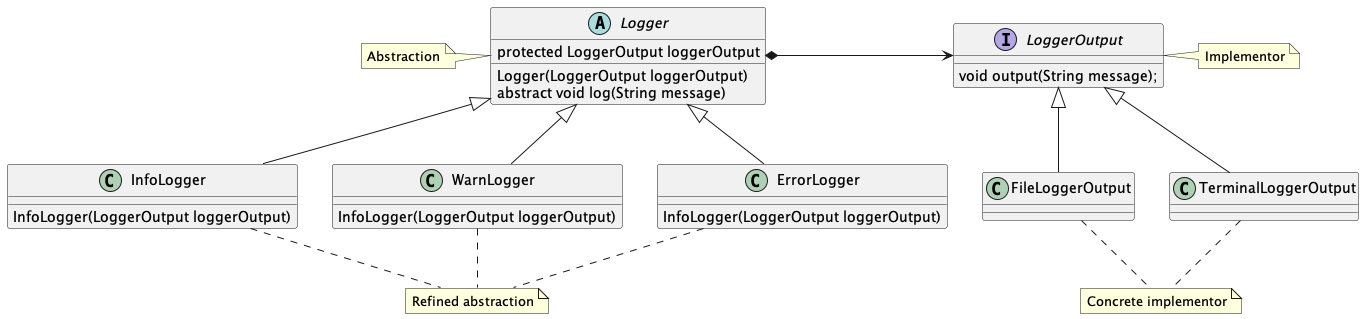 A Logger
protected LoggerOutput loggerOutput
Logger(LoggerOutput loggerOutput)
abstract void log(String message)
Abstraction
I LoggerOutput
void output(String message);
Implementor
C InfoLogger
InfoLogger(LoggerOutput loggerOutput)
C WarnLogger
InfoLogger(LoggerOutput loggerOutput)
C ErrorLogger
InfoLogger(LoggerOutput loggerOutput)
C FileLoggerOutput
C TerminalLoggerOutput
Refined abstraction
Concrete implementor